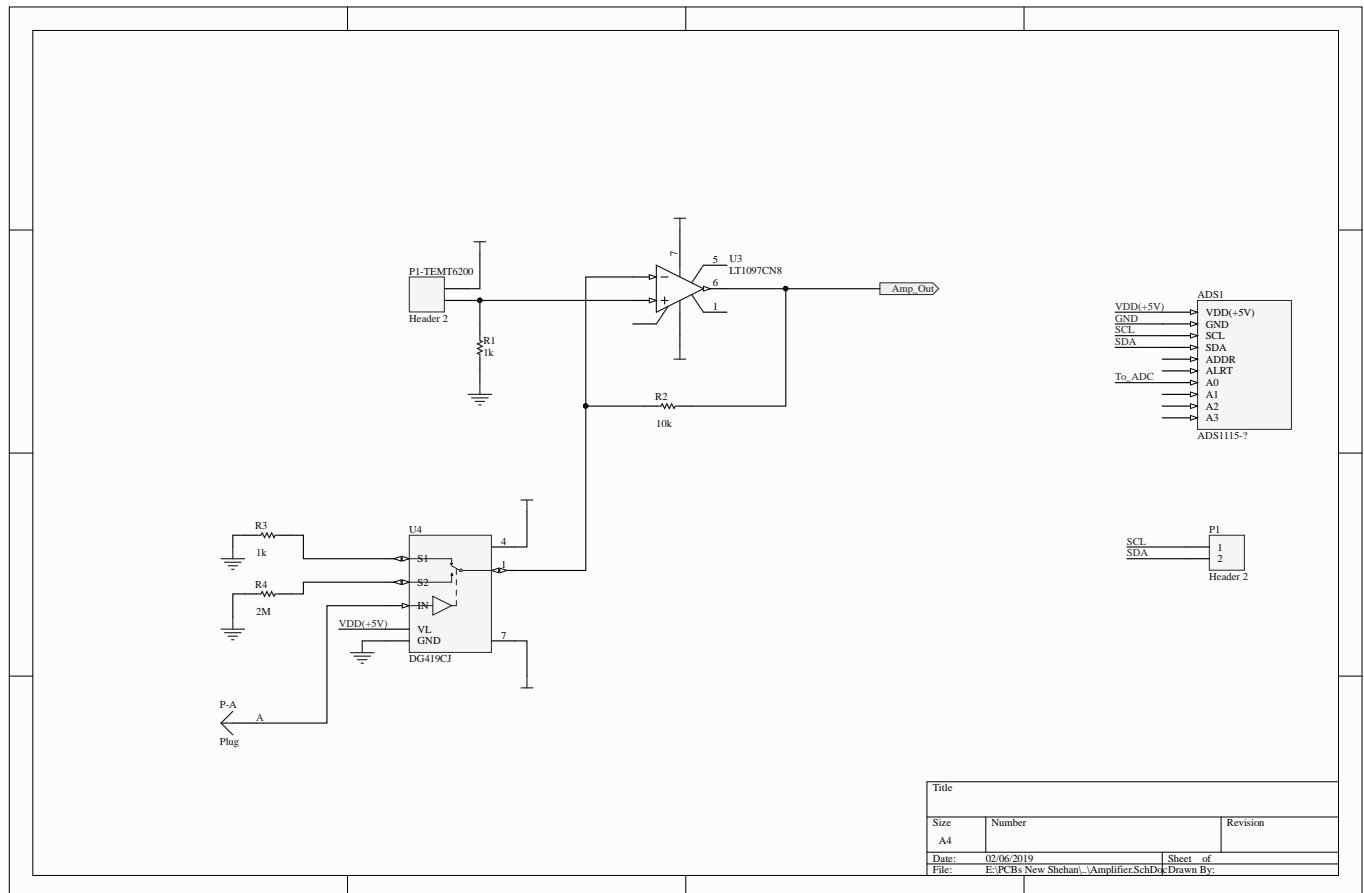 7
5
U3
LT1097CN8
6
1
P1-TEMT6200
Header 2
R1
1k
Amp_Out
R2
10k
ADS1
VDD(+5V)
VDD(+5V)
GND
GND
SCL
SCL
SDA
SDA
ADDR
ALRT
To_ADC
A0
A1
A2
A3
ADS1115-?
R3
1k
R4
2M
U4
4
S1
1
S2
IN
VDD(+5V)
VL
7
GND
DG419CJ
P-A
A
Plug
P1
SCL
1
SDA
2
Header 2
Title
Size
Number
Revision
A4
Date:
02/06/2019
Sheet of
File:
E:\PCBs New Shehan\..\Amplifier.SchDoc
Drawn By: